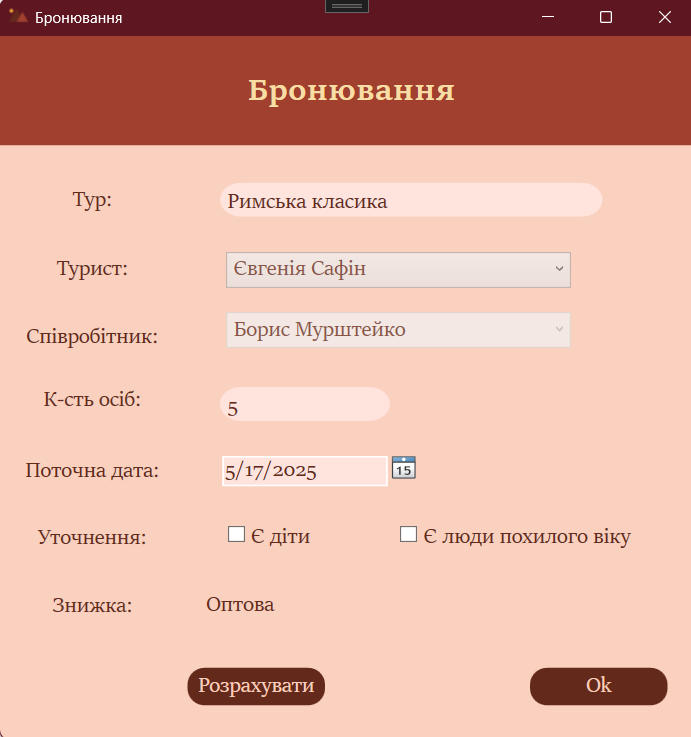 Бронювання
Бронювання
Тур: Римська класика
Турист: Євгенія Сафін
Співробітник: Борис Мурштейко
К-сть осіб: 5
Поточна дата: 5/17/2025 15
Уточнення: Є діти Є люди похилого віку
Знижка: Оптова
Розрахувати Ok